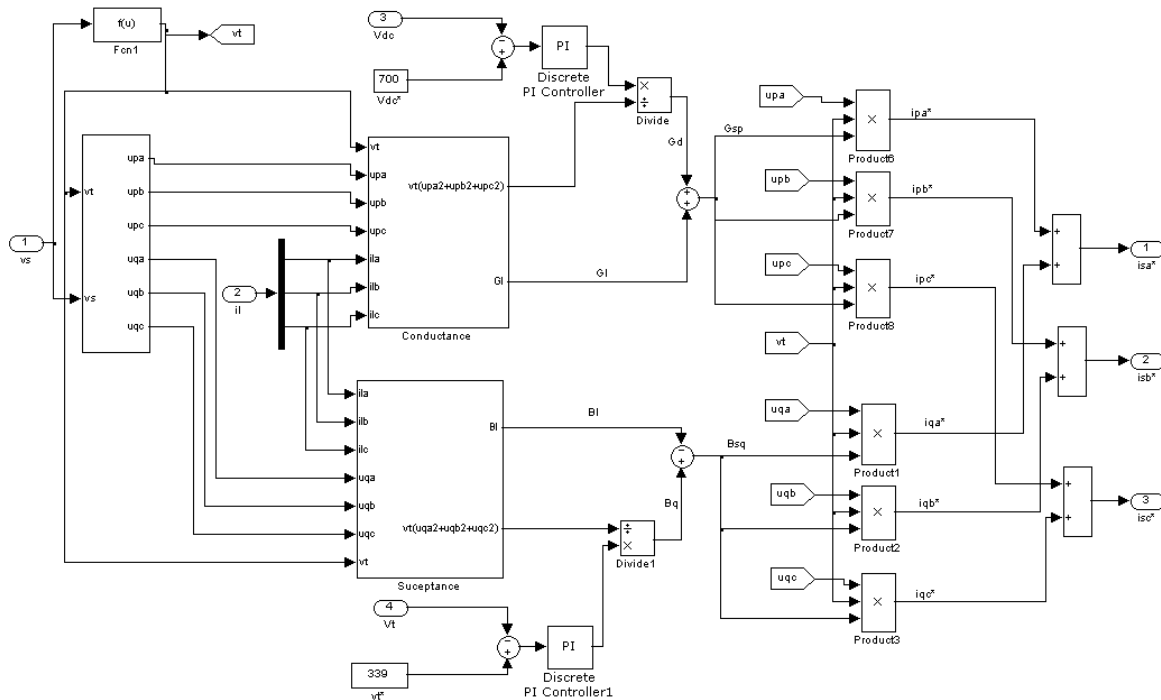 f(u)
Fcn1
vt
3
Vdc
700
Vdc*
−
+
PI
Discrete
PI Controller
×
÷
Divide
Gd
1
vs
vt
vs
upa
upb
upc
uqa
uqb
uqc
2
il
vt
upa
upb
upc
ila
ilb
ilc
vt(upa2+upb2+upc2)
Gl
Conductance
Gl
+
+
Gsp
ila
ilb
ilc
uqa
uqb
uqc
vt
Bl
vt(uqa2+uqb2+uqc2)
Suceptance
Bl
−
+
Bsq
Bq
÷
×
Divide1
4
Vt
339
vt*
−
+
PI
Discrete
PI Controller1
upa
×
Product6
ipa*
upb
×
Product7
ipb*
upc
×
Product8
ipc*
vt
uqa
×
Product1
iqa*
uqb
×
Product2
iqb*
uqc
×
Product3
iqc*
+
+
1
isa*
+
+
2
isb*
+
+
3
isc*